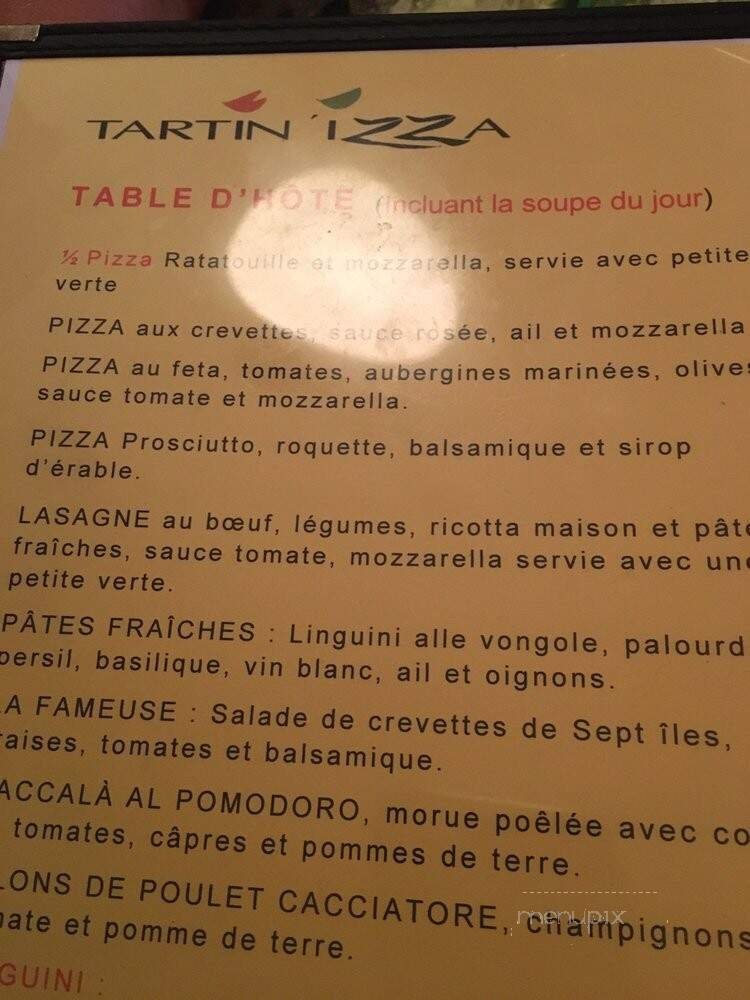 TARTIN'IZZA
TABLE D'HÔTE (incluant la soupe du jour)
½ Pizza Ratatouille et mozzarella, servie avec petite
verte
PIZZA aux crevettes, sauce rosée, ail et mozzarella
PIZZA au feta, tomates, aubergines marinées, olives
sauce tomate et mozzarella.
PIZZA Prosciutto, roquette, balsamique et sirop
d'érable.
LASAGNE au bœuf, légumes, ricotta maison et pâte
fraîches, sauce tomate, mozzarella servie avec une
petite verte.
PÂTES FRAÎCHES : Linguini alle vongole, palourd
persil, basilique, vin blanc, ail et oignons.
LA FAMEUSE : Salade de crevettes de Sept îles,
raises, tomates et balsamique.
ACCALÀ AL POMODORO, morue poêlée avec co
tomates, câpres et pommes de terre.
LONS DE POULET CACCIATORE, champignons
mate et pomme de terre.
GUINI :
menupix